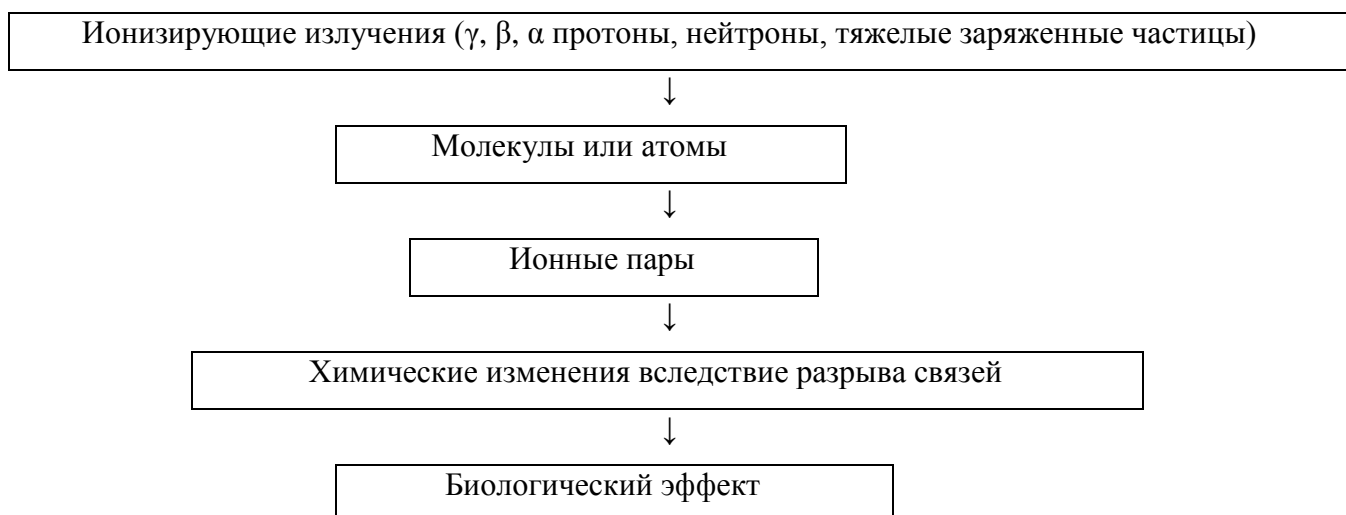 Ионизирующие излучения (γ, β, α протоны, нейтроны, тяжелые заряженные частицы)
↓
Молекулы или атомы
↓
Ионные пары
↓
Химические изменения вследствие разрыва связей
↓
Биологический эффект